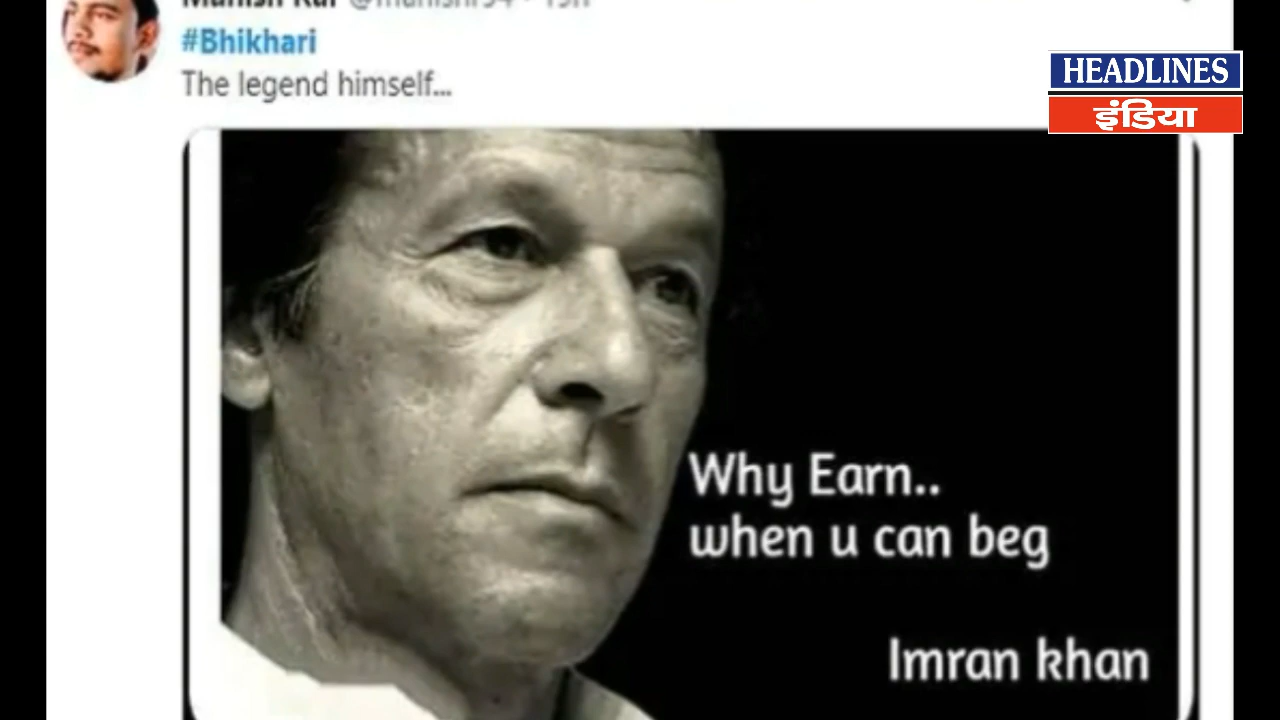 #Bhikhari
The legend himself...
HEADLINES
इंडिया
Why Earn..
when u can beg
Imran khan